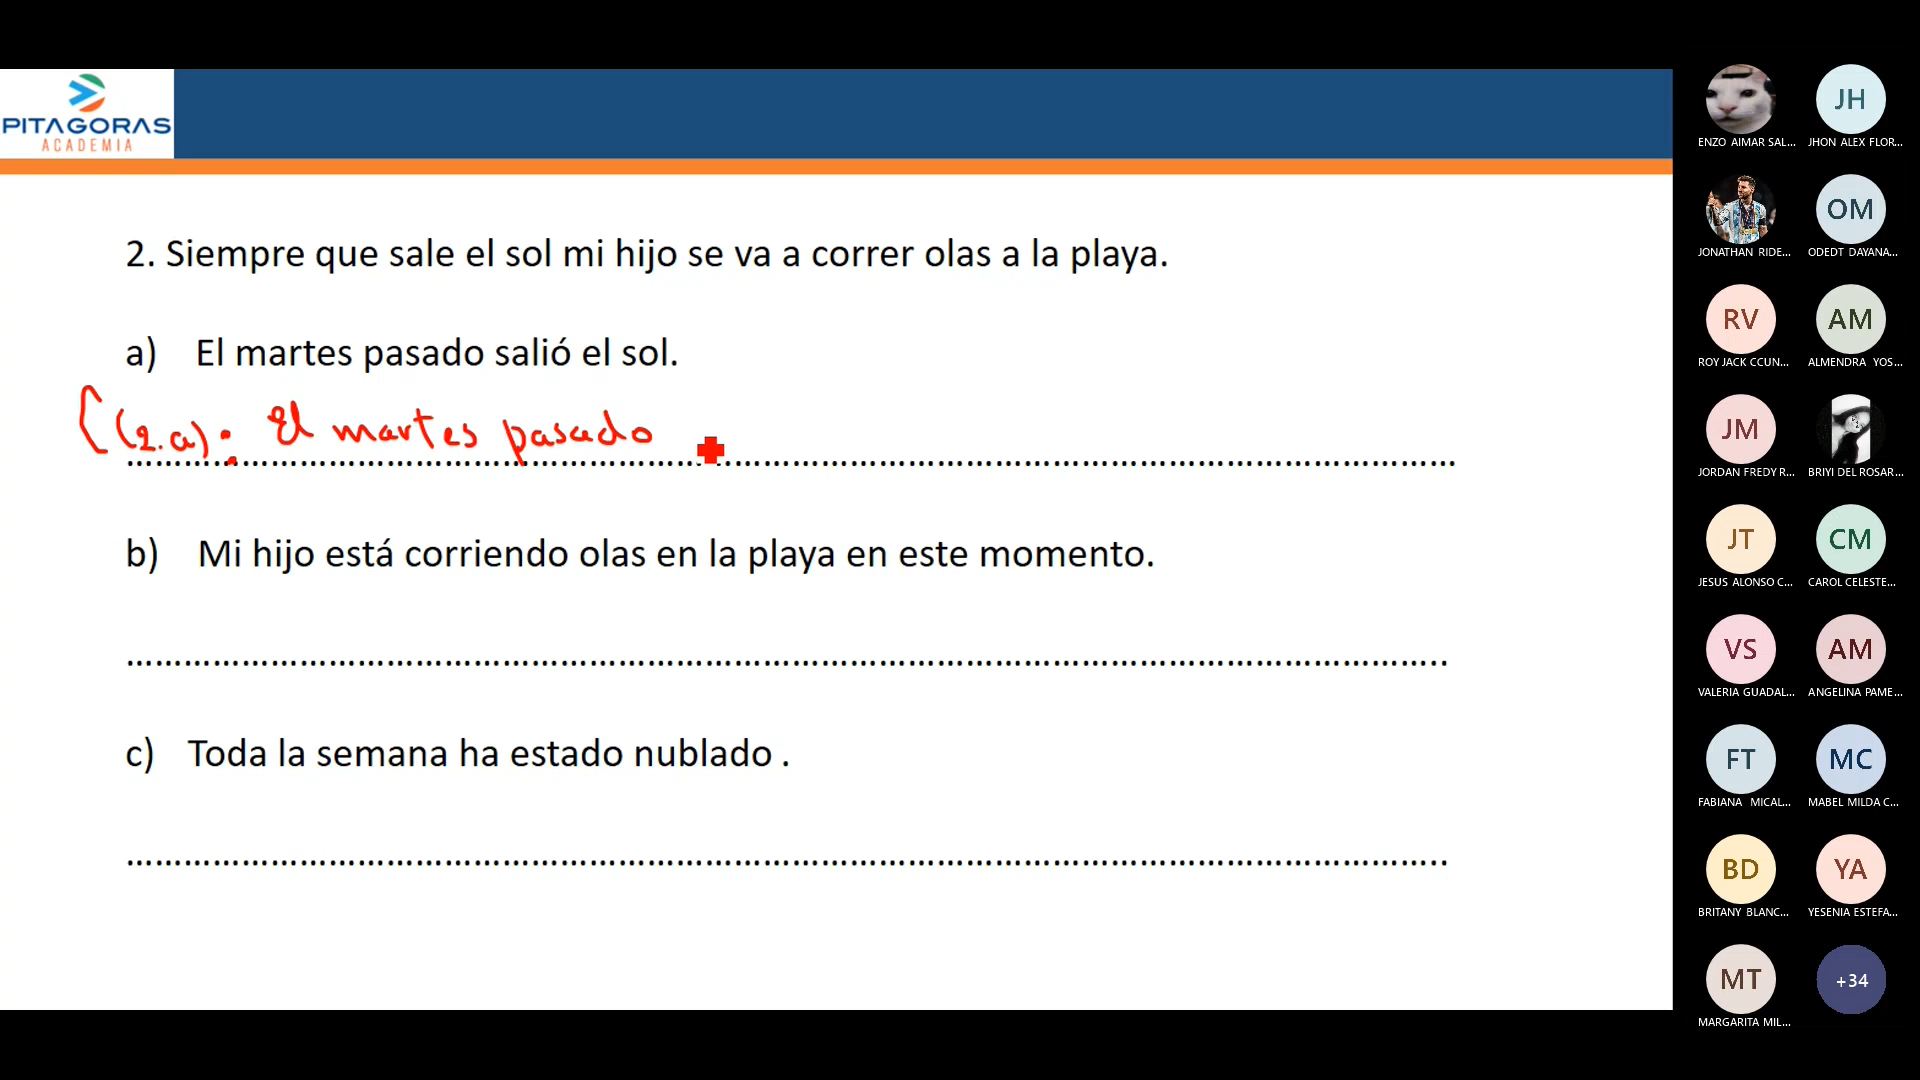 PITAGORAS
ACADEMIA
2. Siempre que sale el sol mi hijo se va a correr olas a la playa.
a) El martes pasado salió el sol.
(2.a): El martes pasado
b) Mi hijo está corriendo olas en la playa en este momento.
c) Toda la semana ha estado nublado .
ENZO AIMAR SAL...
JH
JHON ALEX FLOR...
JONATHAN RIDE...
OM
ODEDT DAYANA...
RV
ROY JACK CCUN...
AM
ALMENDRA YOS...
JM
JORDAN FREDY R...
BRIYI DEL ROSAR...
JT
JESUS ALONSO C...
CM
CAROL CELESTE...
VS
VALERIA GUADAL...
AM
ANGELINA PAME...
FT
FABIANA MICAL...
MC
MABEL MILDA C...
BD
BRITANY BLANC...
YA
YESENIA ESTEFA...
MT
MARGARITA MIL...
+34